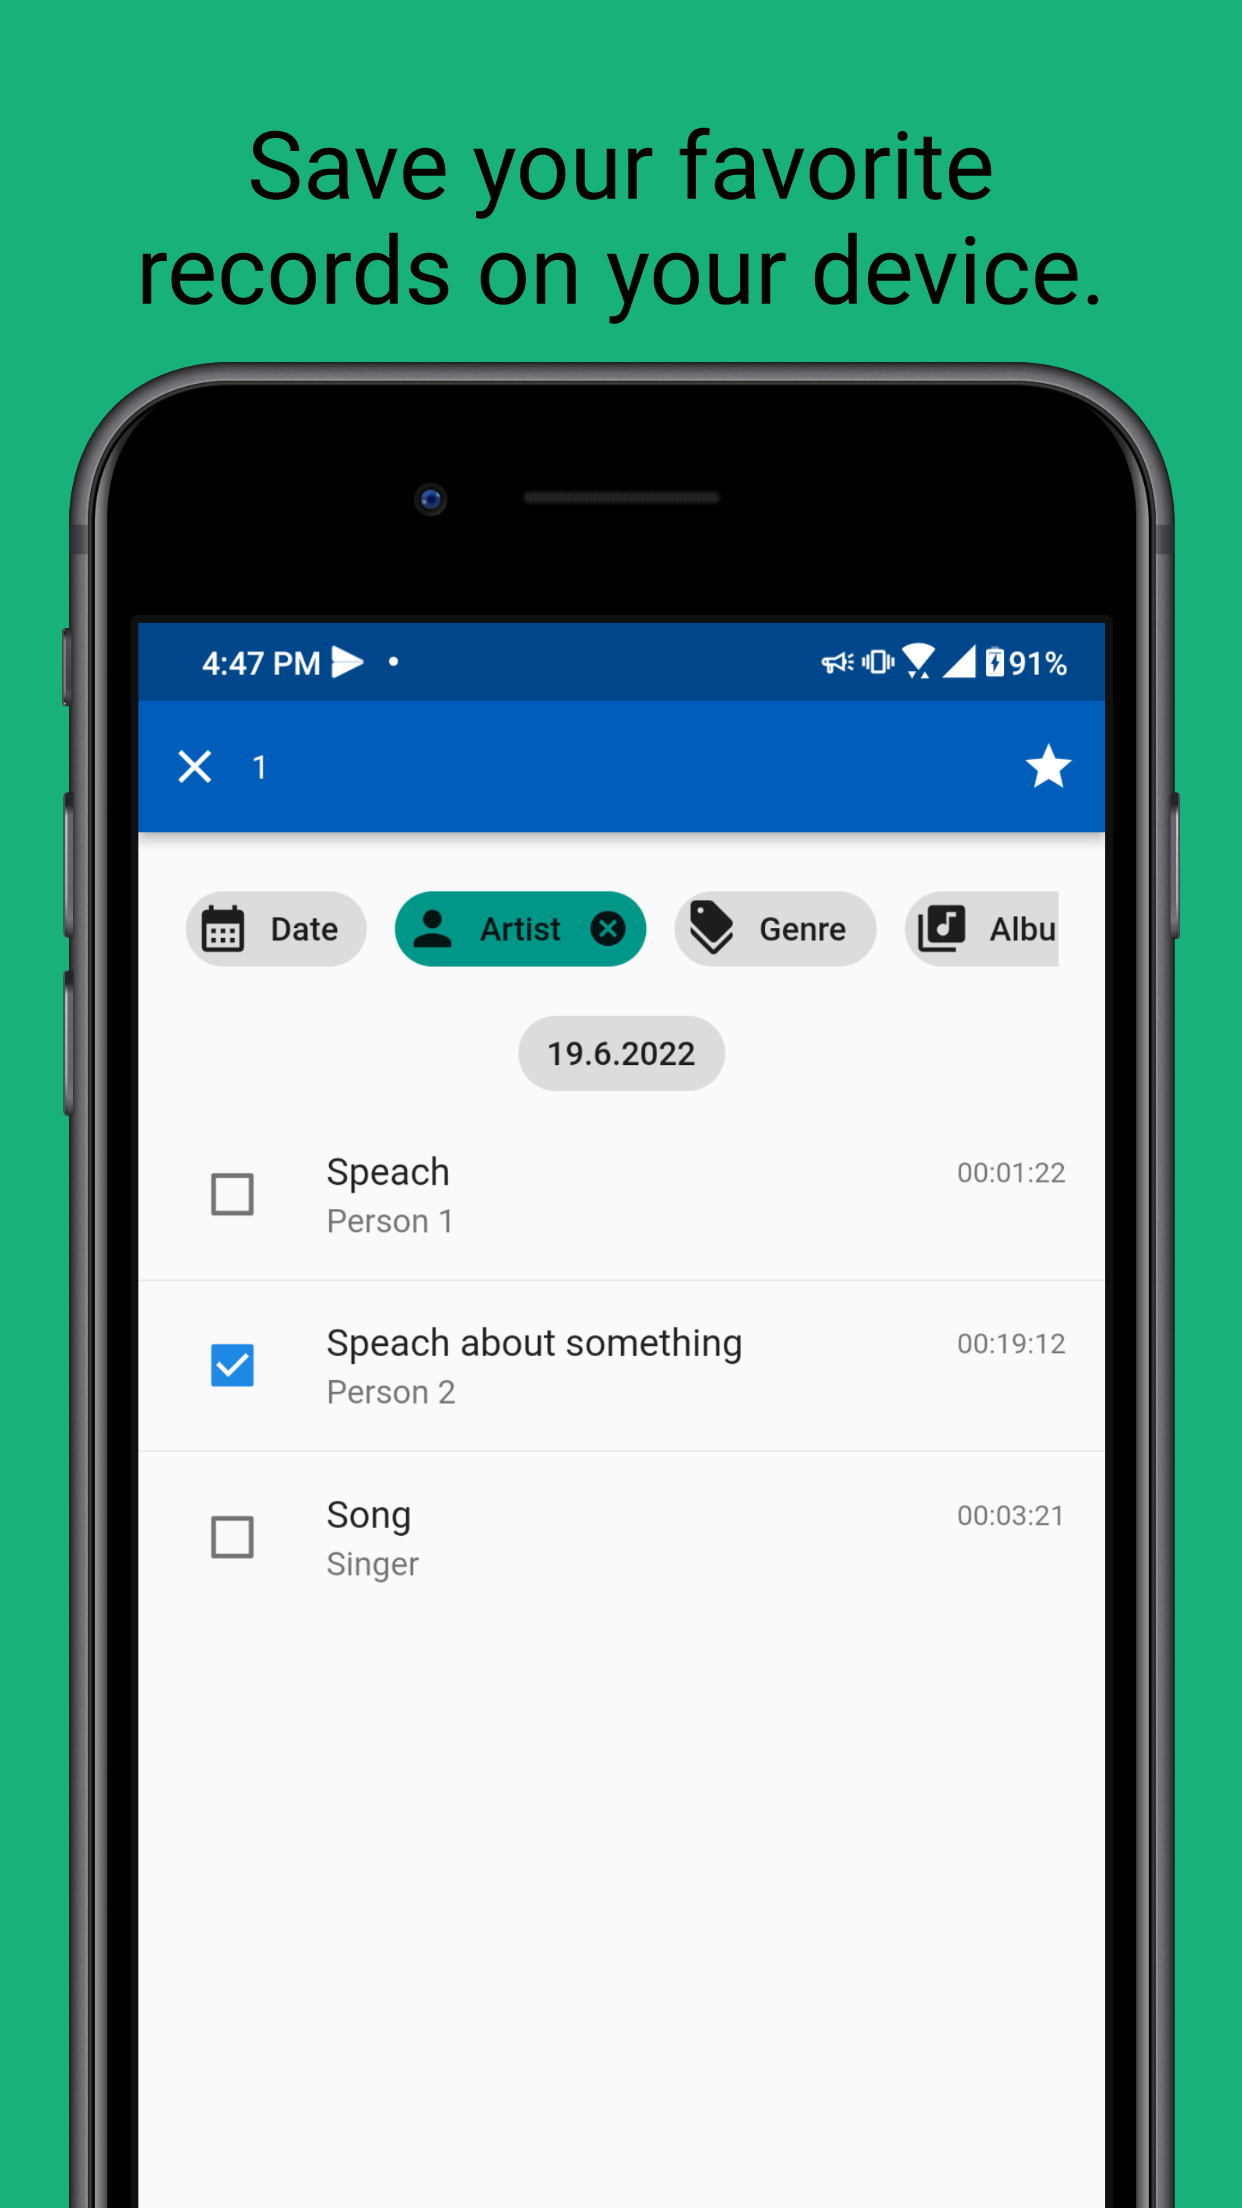 Save your favorite
records on your device.
4:47 PM 91%
1
Date Artist Genre Albu
19.6.2022
Speach 00:01:22
Person 1
Speach about something 00:19:12
Person 2
Song 00:03:21
Singer